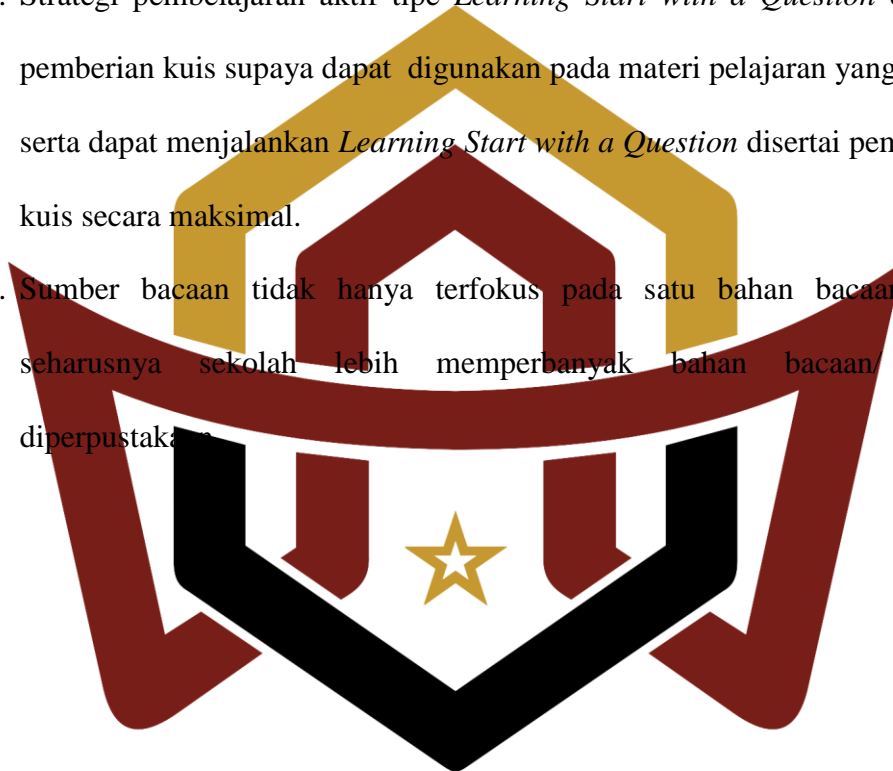 . Strategi pembelajaran aktif tipe Learning Start with a Question
pemberian kuis supaya dapat digunakan pada materi pelajaran yang
serta dapat menjalankan Learning Start with a Question disertai pen
kuis secara maksimal.
. Sumber bacaan tidak hanya terfokus pada satu bahan bacaan
seharusnya sekolah lebih memperbanyak bahan bacaan/
diperpustakaan.